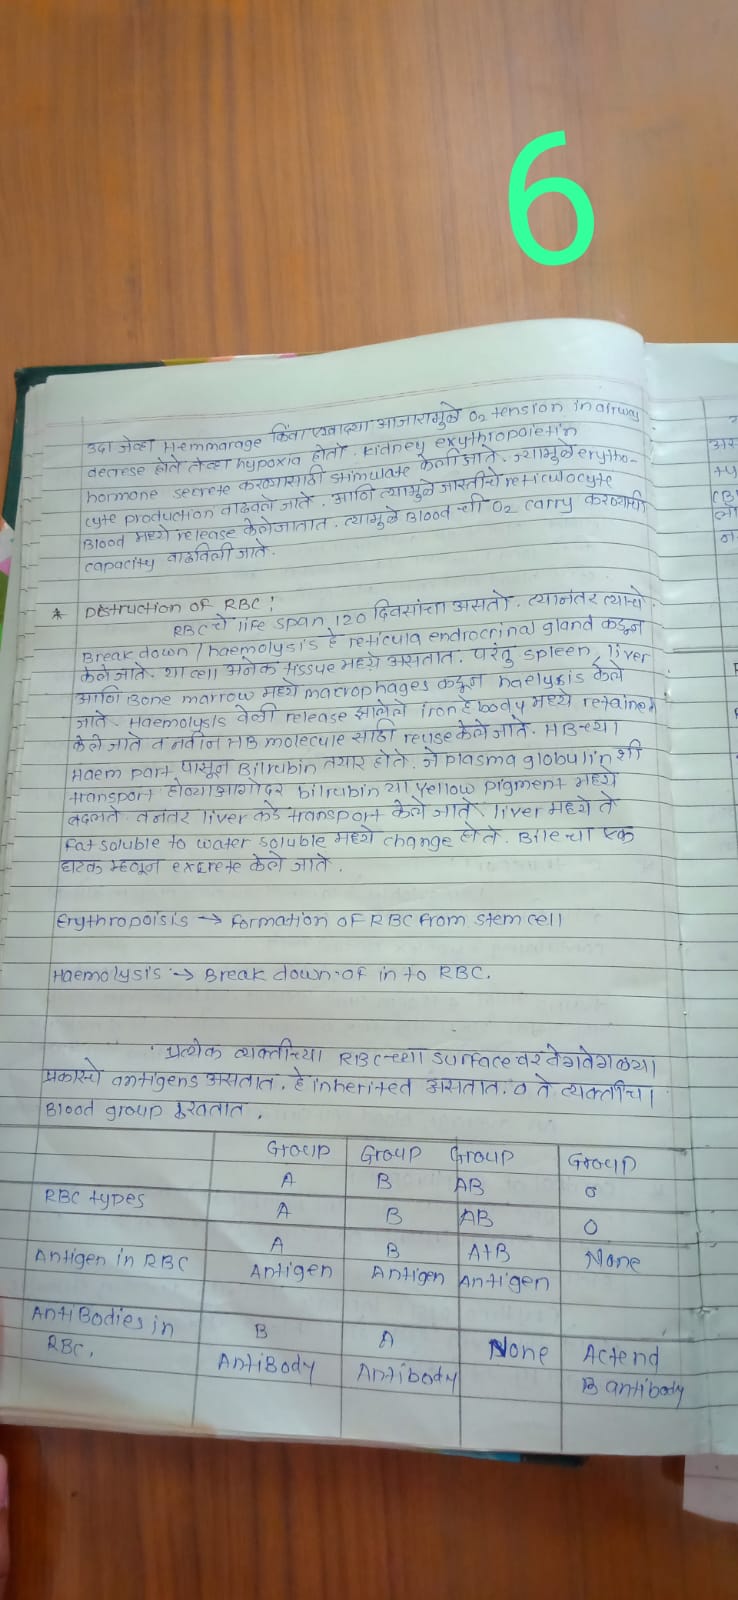 6
उदा जेव्हा Hemmarage किंवा एखाद्या आजारामुळे O2 tension in airway
decrese होते तेव्हा hypoxia होतो. kidney exythropoietin
hormone secrete करण्यासाठी stimulate केली जाते. ज्यामुळे erytho-
cyte production वाढवले जाते. आणि त्यामुळे जास्तीचे reticulocyte
Blood मध्ये release केले जातात. त्यामुळे Blood ची O2 carry करण्याची
capacity वाढविली जाते.
* Destruction of RBC:
RBC चे life span 120 दिवसांचा असतो. त्यानंतर त्याचे
Break down / haemolysis हे reticula endrocrinal gland कडून
केले जाते. या cell अनेक tissue मध्ये असतात. परंतु spleen, liver
आणि Bone marrow मध्ये macrophages कडून haelysis केले
जाते. Haemolysis वेळी release झालेले iron हे body मध्ये retained
केले जाते व नवीन HB molecule साठी reuse केले जाते. HB च्या
Haem part पासून Bilrubin तयार होते. जे plasma globulin शी
transport होण्याआगोदर bilrubin या yellow pigment मध्ये
बदलते. व नंतर liver कडे transport केले जाते. liver मध्ये ते
Fat soluble to water soluble मध्ये change होते. Bile चा एक
घटक म्हणून excrete केले जाते.
Erythropoisis → Formation of RBC from stem cell
Haemolysis → Break down of in to RBC.
प्रत्येक व्यक्तीच्या RBC च्या surface वर वेगवेगळ्या
प्रकारचे antigens असतात. हे inherited असतात. व ते व्यक्तीचा
Blood group ठरवतात.
Group Group Group Group
A B AB O
RBC types A B AB O
Antigen in RBC A B A+B None
Antigen Antigen Antigen
AntiBodies in B A None A ctend
RBC. AntiBody Antibody B antibody